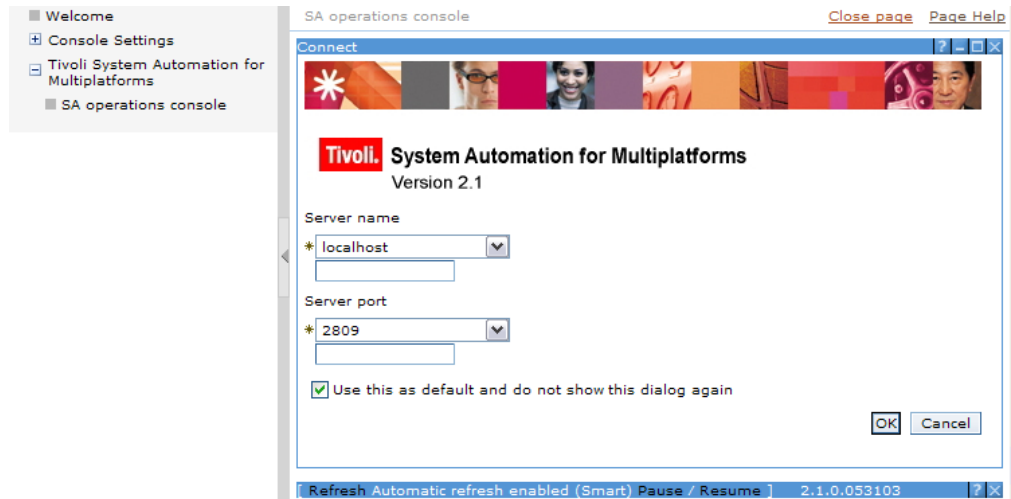 Welcome
Console Settings
Tivoli System Automation for
Multiplatforms
SA operations console
SA operations console
Close page Page Help
Connect
Tivoli. System Automation for Multiplatforms
Version 2.1
Server name
* localhost
Server port
* 2809
Use this as default and do not show this dialog again
OK Cancel
[ Refresh Automatic refresh enabled (Smart) Pause / Resume ] 2.1.0.053103